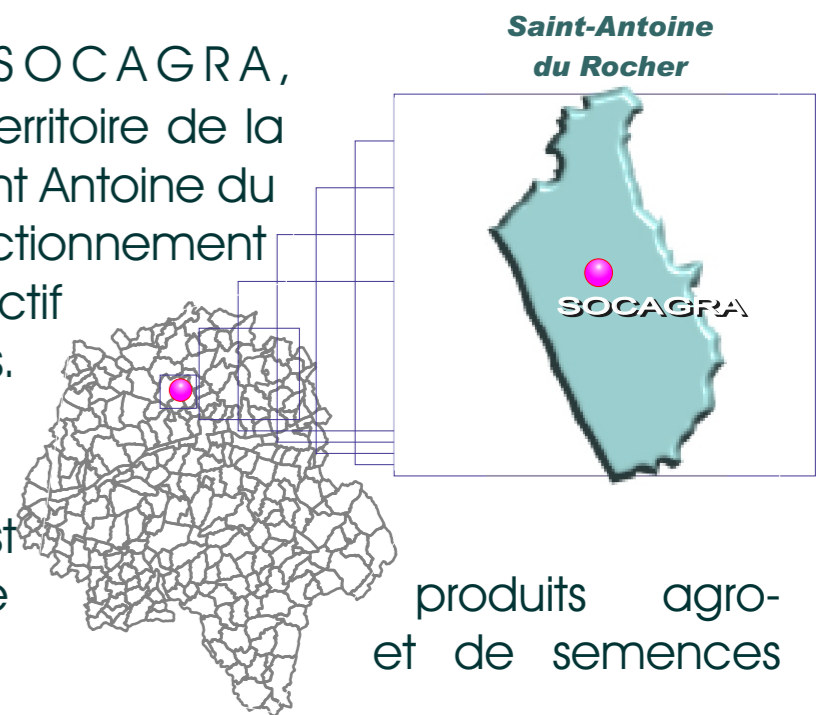 Saint-Antoine
du Rocher
SOCAGRA,
erritoire de la
nt Antoine du
ctionnement
ctif
s.
SOCAGRA
st
e produits agro-
et de semences